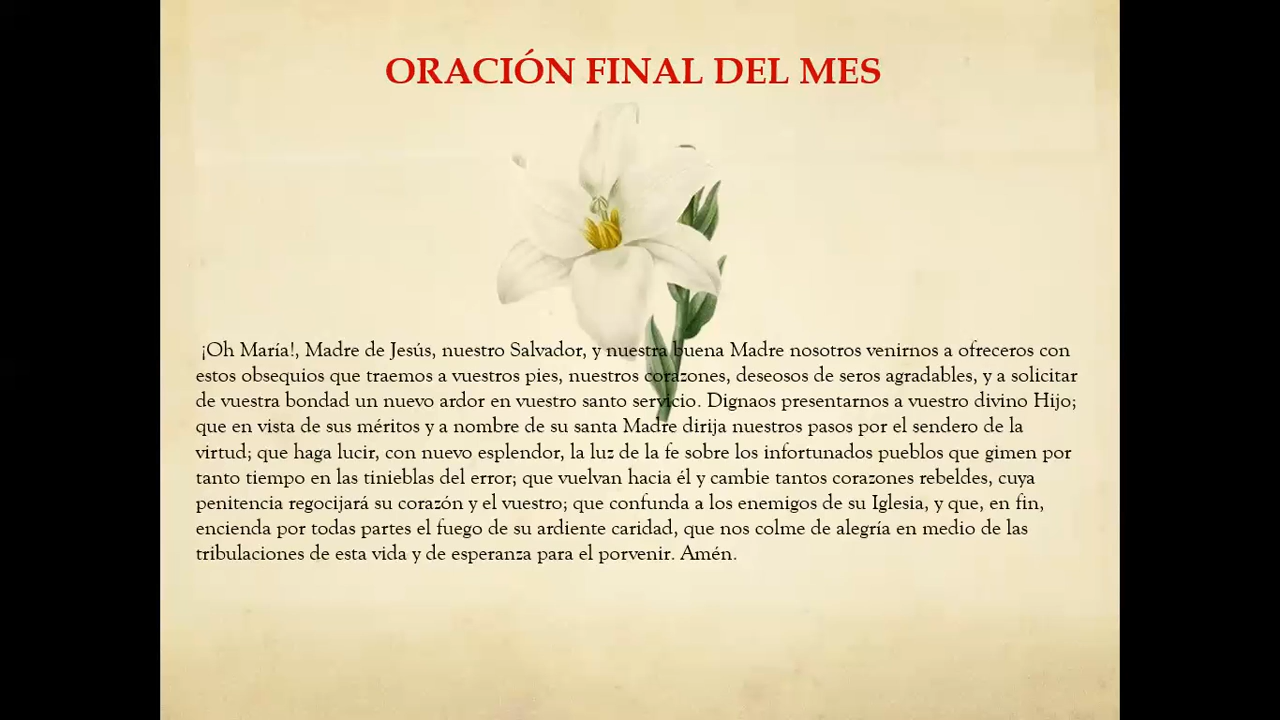 ORACIÓN FINAL DEL MES
¡Oh María!, Madre de Jesús, nuestro Salvador, y nuestra buena Madre nosotros venirnos a ofreceros con
estos obsequios que traemos a vuestros pies, nuestros corazones, deseosos de seros agradables, y a solicitar
de vuestra bondad un nuevo ardor en vuestro santo servicio. Dignaos presentarnos a vuestro divino Hijo;
que en vista de sus méritos y a nombre de su santa Madre dirija nuestros pasos por el sendero de la
virtud; que haga lucir, con nuevo esplendor, la luz de la fe sobre los infortunados pueblos que gimen por
tanto tiempo en las tinieblas del error; que vuelvan hacia él y cambie tantos corazones rebeldes, cuya
penitencia regocijará su corazón y el vuestro; que confunda a los enemigos de su Iglesia, y que, en fin,
encienda por todas partes el fuego de su ardiente caridad, que nos colme de alegría en medio de las
tribulaciones de esta vida y de esperanza para el porvenir. Amén.